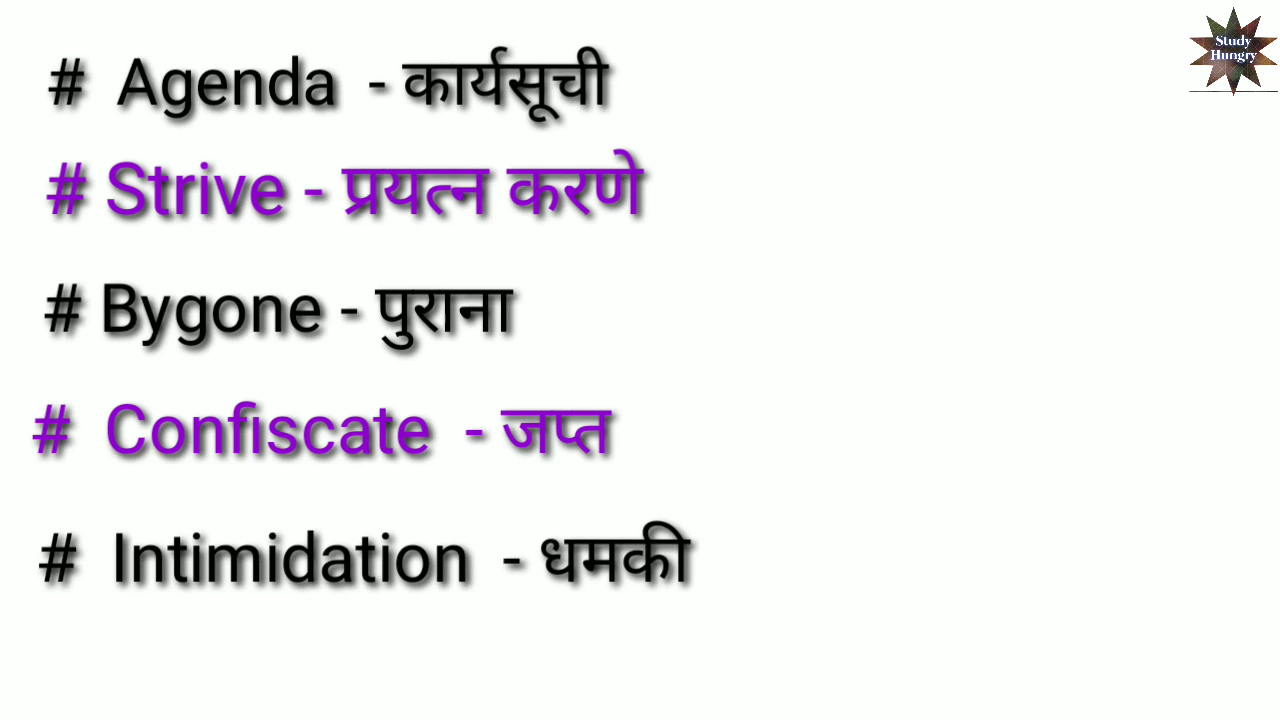 # Agenda - कार्यसूची
# Strive - प्रयत्न करणे
# Bygone - पुराना
# Confiscate - जप्त
# Intimidation - धमकी
Study
Hungry